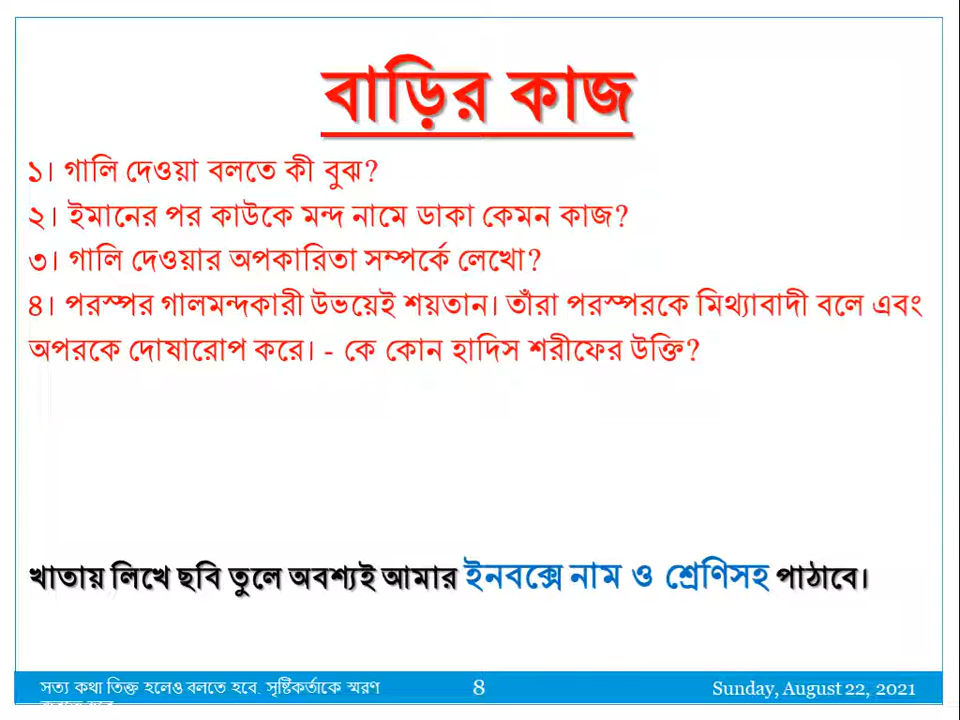 বাড়ির কাজ
১। গালি দেওয়া বলতে কী বুঝ?
২। ইমানের পর কাউকে মন্দ নামে ডাকা কেমন কাজ?
৩। গালি দেওয়ার অপকারিতা সম্পর্কে লেখো?
৪। পরস্পর গালমন্দকারী উভয়েই শয়তান। তাঁরা পরস্পরকে মিথ্যাবাদী বলে এবং
অপরকে দোষারোপ করে। - কে কোন হাদিস শরীফের উক্তি?
খাতায় লিখে ছবি তুলে অবশ্যই আমার ইনবক্সে নাম ও শ্রেণিসহ পাঠাবে।
সত্য কথা তিক্ত হলেও বলতে হবে. সৃষ্টিকর্তাকে স্মরণ
8
Sunday, August 22, 2021